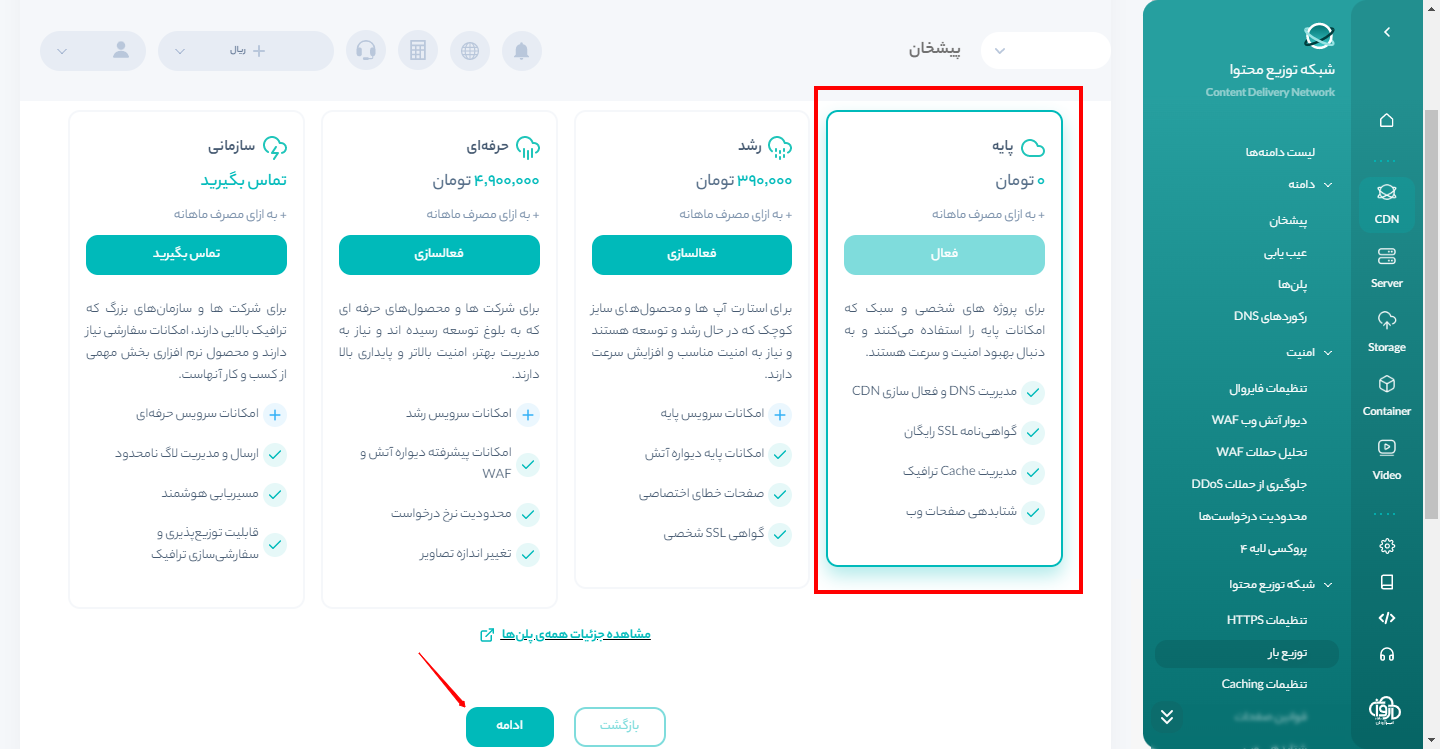 شبکه توزیع محتوا
Content Delivery Network
لیست دامنه‌ها
دامنه
پیشخان
عیب یابی
پلن‌ها
رکوردهای DNS
امنیت
تنظیمات فایروال
دیوار آتش وب WAF
تحلیل حملات WAF
جلوگیری از حملات DDoS
محدودیت درخواست‌ها
پروکسی لایه ۴
شبکه توزیع محتوا
تنظیمات HTTPS
توزیع بار
تنظیمات Caching
CDN
Server
Storage
Container
Video
پیشخان
ریال
پایه
۰ تومان
+ به ازای مصرف ماهانه
فعال
برای پروژه های شخصی و سبک که
امکانات پایه را استفاده می‌کنند و به
دنبال بهبود امنیت و سرعت هستند.
مدیریت DNS و فعال سازی CDN
گواهی‌نامه SSL رایگان
مدیریت Cache ترافیک
شتابدهی صفحات وب
رشد
۳۹۰,۰۰۰ تومان
+ به ازای مصرف ماهانه
فعالسازی
برای استارت آپ ها و محصول‌های سایز
کوچک که در حال رشد و توسعه هستند
و نیاز به امنیت مناسب و افزایش سرعت
دارند.
امکانات سرویس پایه
امکانات پایه دیواره آتش
صفحات خطای اختصاصی
گواهی SSL شخصی
حرفه‌ای
۴,۹۰۰,۰۰۰ تومان
+ به ازای مصرف ماهانه
فعالسازی
برای شرکت ها و محصول‌های حرفه ای
که به بلوغ توسعه رسیده اند و نیاز به
مدیریت بهتر، امنیت بالاتر و پایداری بالا
دارند.
امکانات سرویس رشد
امکانات پیشرفته دیواره آتش و
WAF
محدودیت نرخ درخواست
تغییر اندازه تصاویر
سازمانی
تماس بگیرید
+ به ازای مصرف ماهانه
تماس بگیرید
برای شرکت ها و سازمان‌های بزرگ که
ترافیک بالایی دارند، امکانات سفارشی نیاز
دارند و محصول نرم افزاری بخش مهمی
از کسب و کار آنهاست.
امکانات سرویس حرفه‌ای
ارسال و مدیریت لاگ نامحدود
مسیریابی هوشمند
قابلیت توزیع‌پذیری و
سفارشی‌سازی ترافیک
مشاهده جزئیات همه‌ی پلن‌ها
بازگشت
ادامه